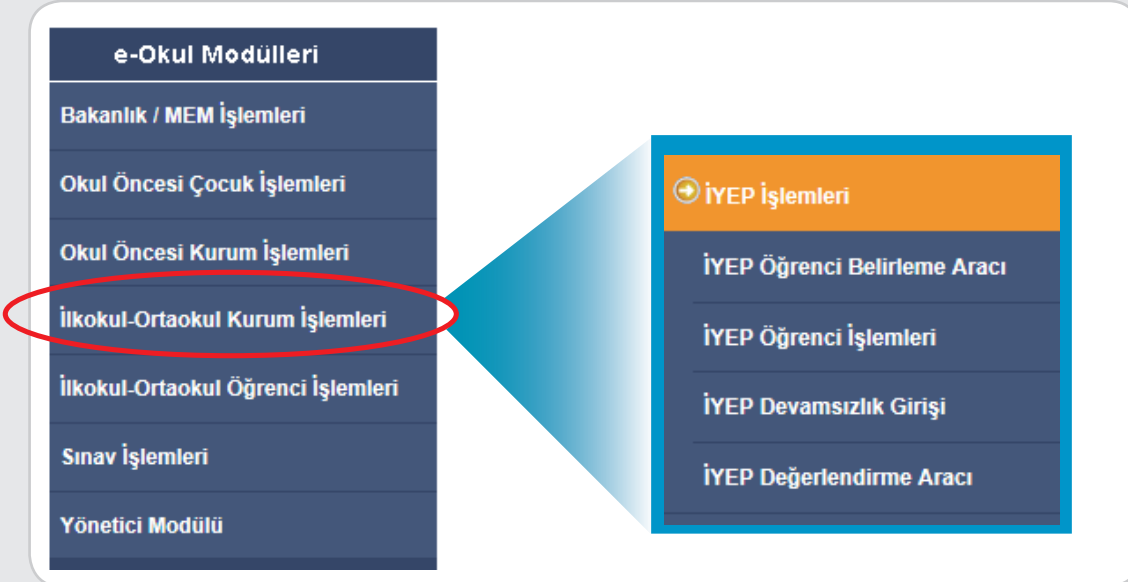 e-Okul Modülleri
Bakanlık / MEM İşlemleri
Okul Öncesi Çocuk İşlemleri
Okul Öncesi Kurum İşlemleri
İlkokul-Ortaokul Kurum İşlemleri
İlkokul-Ortaokul Öğrenci İşlemleri
Sınav İşlemleri
Yönetici Modülü
İYEP İşlemleri
İYEP Öğrenci Belirleme Aracı
İYEP Öğrenci İşlemleri
İYEP Devamsızlık Girişi
İYEP Değerlendirme Aracı